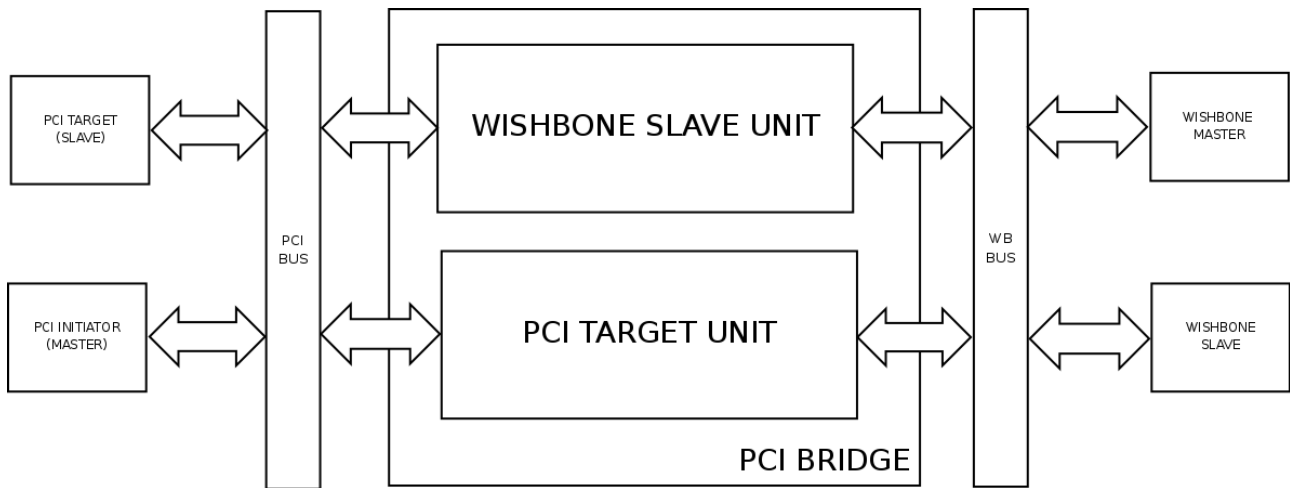 PCI TARGET
(SLAVE)
WISHBONE SLAVE UNIT
WISHBONE
MASTER
PCI
BUS
WB
BUS
PCI INITIATOR
(MASTER)
PCI TARGET UNIT
WISHBONE
SLAVE
PCI BRIDGE